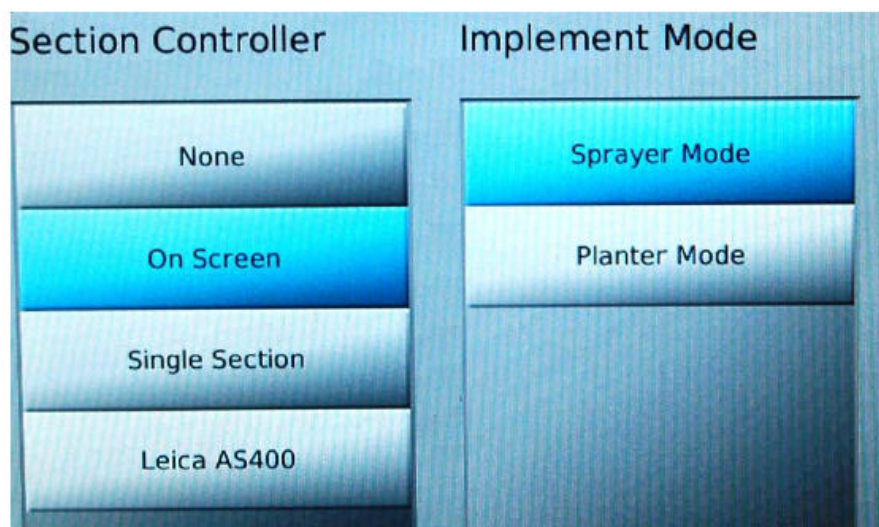 Section Controller
None
On Screen
Single Section
Leica AS400
Implement Mode
Sprayer Mode
Planter Mode